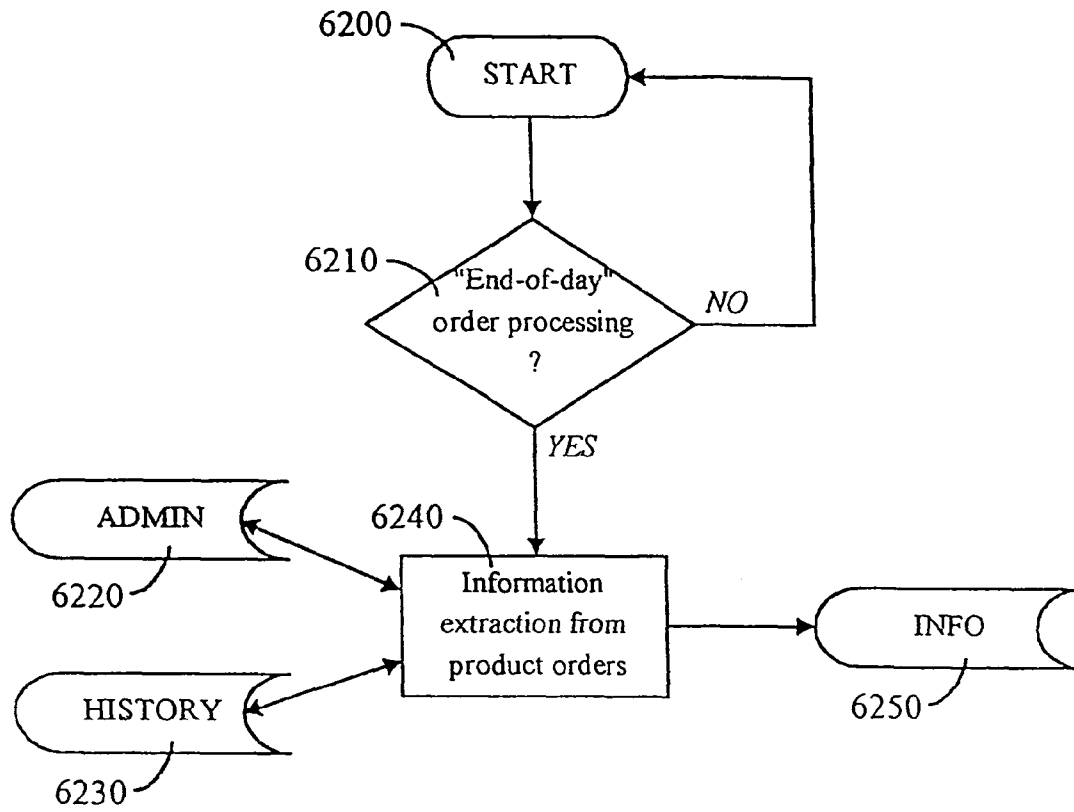 6200
START
6210
"End-of-day"
order processing
?
NO
YES
ADMIN
6220
6240
Information
extraction from
product orders
INFO
6250
HISTORY
6230